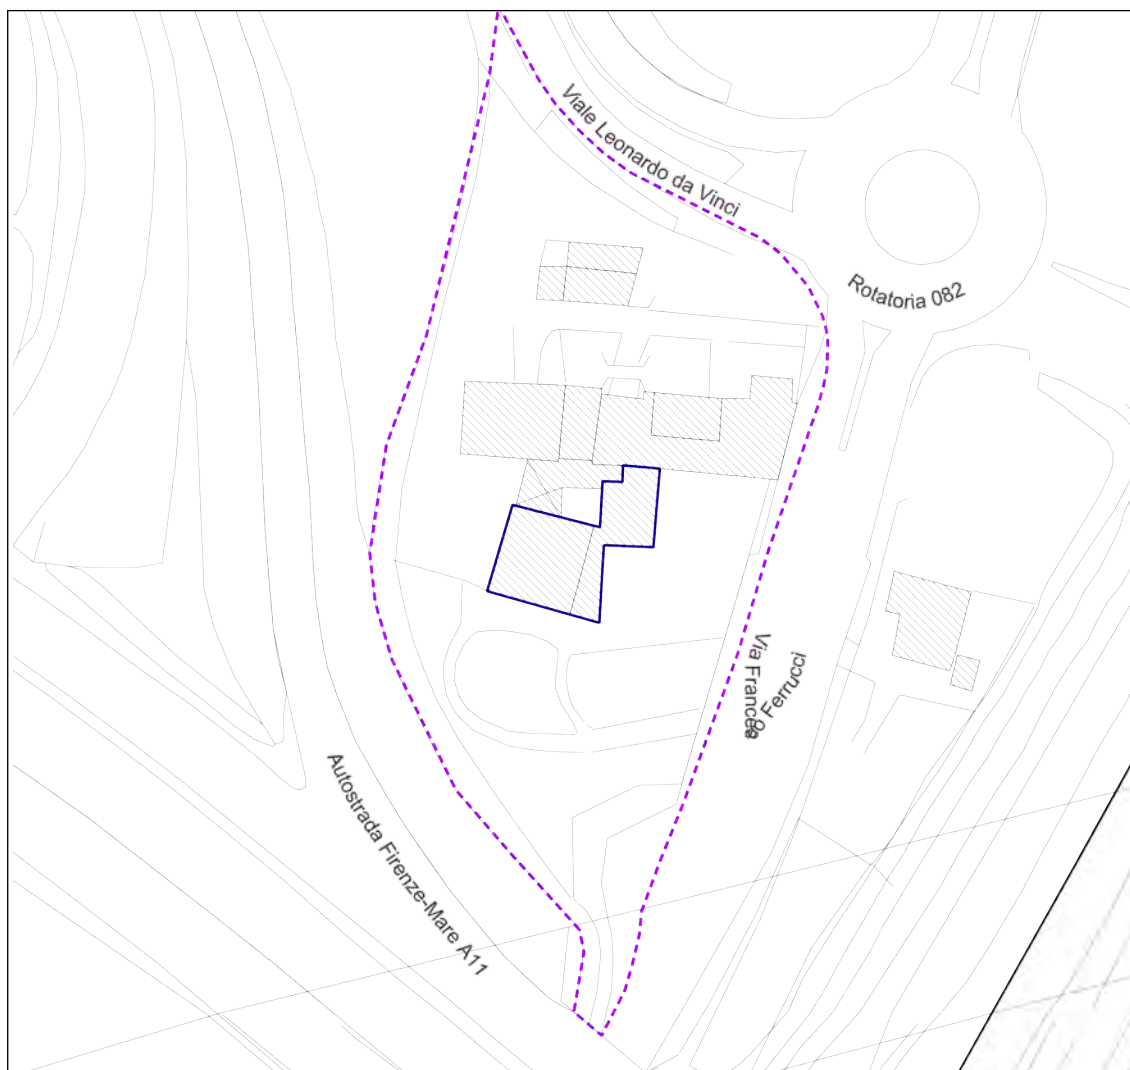 Viale Leonardo da Vinci
Rotatoria 082
Via Francesco Ferrucci
Autostrada Firenze-Mare A11